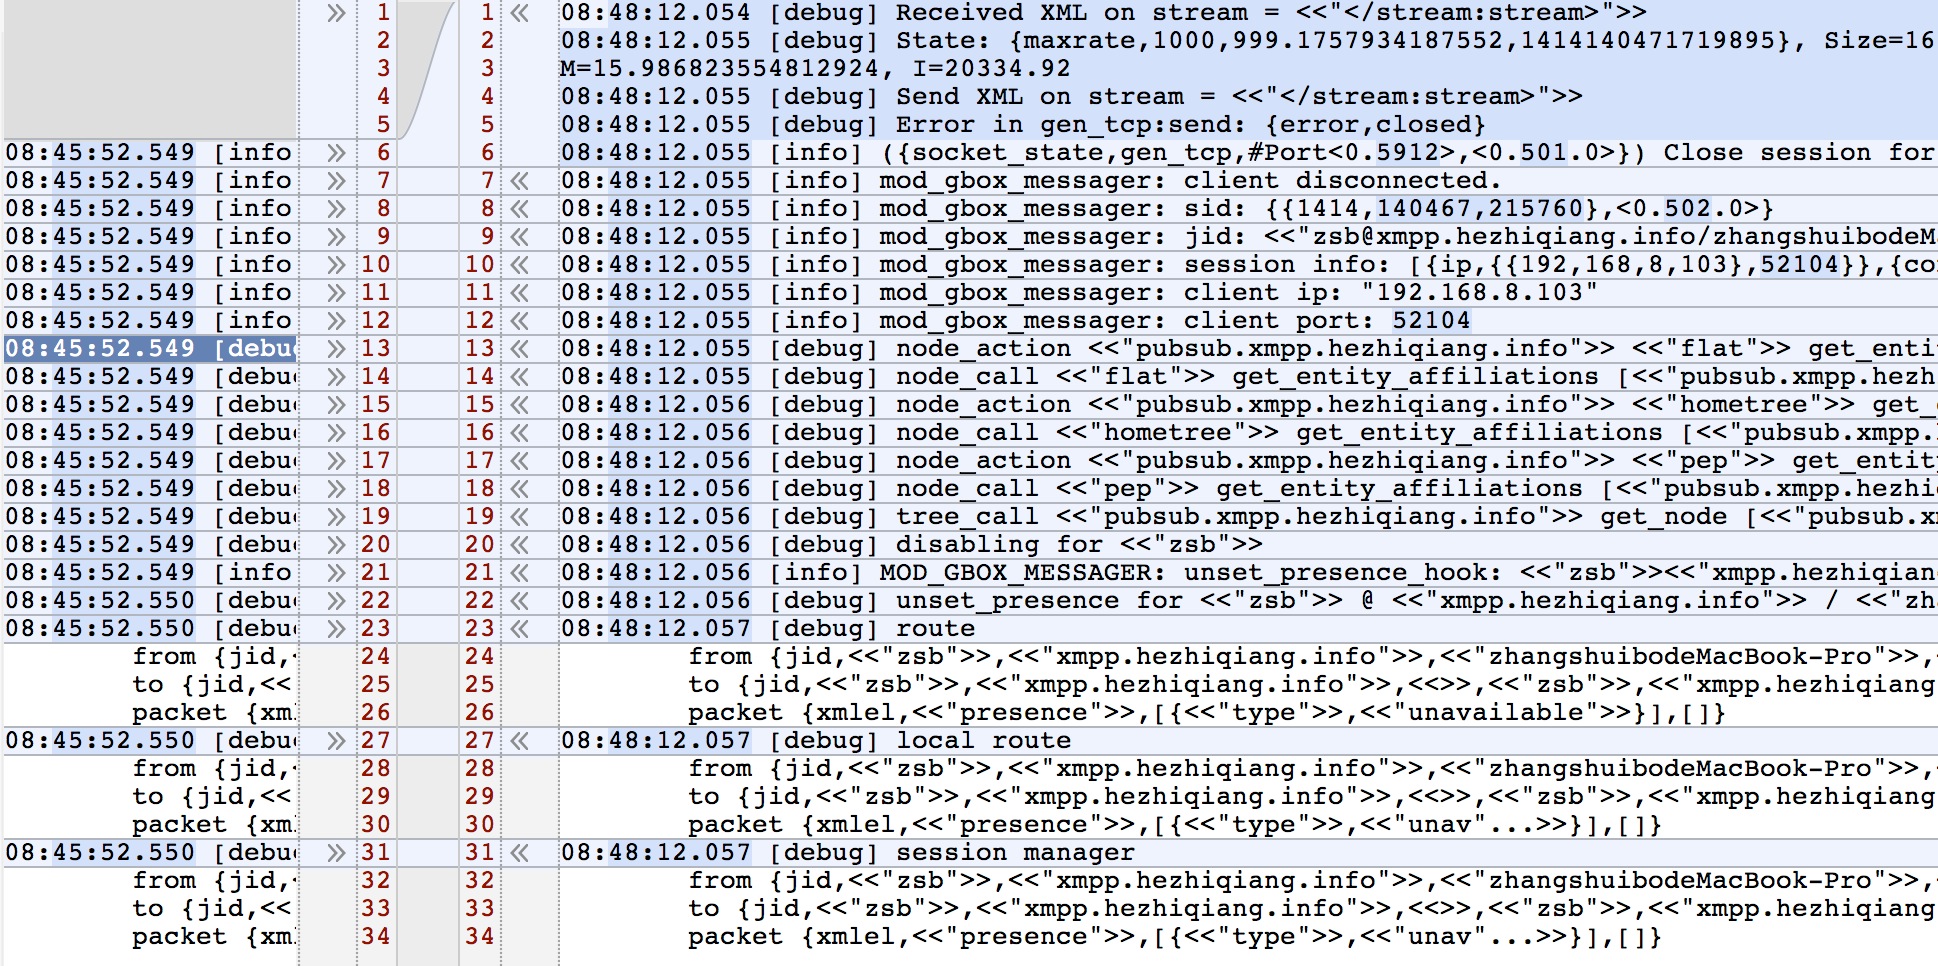 » 1 1 « 08:48:12.054 [debug] Received XML on stream = <<"</stream:stream>">>
2 2 08:48:12.055 [debug] State: {maxrate,1000,999.1757934187552,1414140471719895}, Size=16
3 3 M=15.986823554812924, I=20334.92
4 4 08:48:12.055 [debug] Send XML on stream = <<"</stream:stream>">>
5 5 08:48:12.055 [debug] Error in gen_tcp:send: {error,closed}
08:45:52.549 [info » 6 6 08:48:12.055 [info] ({socket_state,gen_tcp,#Port<0.5912>,<0.501.0>}) Close session for
08:45:52.549 [info » 7 7 « 08:48:12.055 [info] mod_gbox_messager: client disconnected.
08:45:52.549 [info » 8 8 « 08:48:12.055 [info] mod_gbox_messager: sid: {{1414,140467,215760},<0.502.0>}
08:45:52.549 [info » 9 9 « 08:48:12.055 [info] mod_gbox_messager: jid: <<"zsb@xmpp.hezhiqiang.info/zhangshuibodeM
08:45:52.549 [info » 10 10 « 08:48:12.055 [info] mod_gbox_messager: session info: [{ip,{{192,168,8,103},52104}},{co
08:45:52.549 [info » 11 11 « 08:48:12.055 [info] mod_gbox_messager: client ip: "192.168.8.103"
08:45:52.549 [info » 12 12 « 08:48:12.055 [info] mod_gbox_messager: client port: 52104
08:45:52.549 [debu » 13 13 « 08:48:12.055 [debug] node_action <<"pubsub.xmpp.hezhiqiang.info">> <<"flat">> get_enti
08:45:52.549 [debu » 14 14 « 08:48:12.055 [debug] node_call <<"flat">> get_entity_affiliations [<<"pubsub.xmpp.hezh
08:45:52.549 [debu » 15 15 « 08:48:12.056 [debug] node_action <<"pubsub.xmpp.hezhiqiang.info">> <<"hometree">> get_
08:45:52.549 [debu » 16 16 « 08:48:12.056 [debug] node_call <<"hometree">> get_entity_affiliations [<<"pubsub.xmpp.
08:45:52.549 [debu » 17 17 « 08:48:12.056 [debug] node_action <<"pubsub.xmpp.hezhiqiang.info">> <<"pep">> get_entit
08:45:52.549 [debu » 18 18 « 08:48:12.056 [debug] node_call <<"pep">> get_entity_affiliations [<<"pubsub.xmpp.hezhi
08:45:52.549 [debu » 19 19 « 08:48:12.056 [debug] tree_call <<"pubsub.xmpp.hezhiqiang.info">> get_node [<<"pubsub.x
08:45:52.549 [debu » 20 20 « 08:48:12.056 [debug] disabling for <<"zsb">>
08:45:52.549 [info » 21 21 « 08:48:12.056 [info] MOD_GBOX_MESSAGER: unset_presence_hook: <<"zsb">><<"xmpp.hezhiqian
08:45:52.550 [debu » 22 22 « 08:48:12.056 [debug] unset_presence for <<"zsb">> @ <<"xmpp.hezhiqiang.info">> / <<"zh
08:45:52.550 [debu » 23 23 « 08:48:12.057 [debug] route
from {jid, 24 24 from {jid,<<"zsb">>,<<"xmpp.hezhiqiang.info">>,<<"zhangshuibodeMacBook-Pro">>,
to {jid,<< 25 25 to {jid,<<"zsb">>,<<"xmpp.hezhiqiang.info">>,<<>>,<<"zsb">>,<<"xmpp.hezhiqiang
packet {xm 26 26 packet {xmlel,<<"presence">>,[{<<"type">>,<<"unavailable">>}],[]}
08:45:52.550 [debu » 27 27 « 08:48:12.057 [debug] local route
from {jid, 28 28 from {jid,<<"zsb">>,<<"xmpp.hezhiqiang.info">>,<<"zhangshuibodeMacBook-Pro">>,
to {jid,<< 29 29 to {jid,<<"zsb">>,<<"xmpp.hezhiqiang.info">>,<<>>,<<"zsb">>,<<"xmpp.hezhiqiang
packet {xm 30 30 packet {xmlel,<<"presence">>,[{<<"type">>,<<"unav"...>>}],[]}
08:45:52.550 [debu » 31 31 « 08:48:12.057 [debug] session manager
from {jid, 32 32 from {jid,<<"zsb">>,<<"xmpp.hezhiqiang.info">>,<<"zhangshuibodeMacBook-Pro">>,
to {jid,<< 33 33 to {jid,<<"zsb">>,<<"xmpp.hezhiqiang.info">>,<<>>,<<"zsb">>,<<"xmpp.hezhiqiang
packet {xm 34 34 packet {xmlel,<<"presence">>,[{<<"type">>,<<"unav"...>>}],[]}